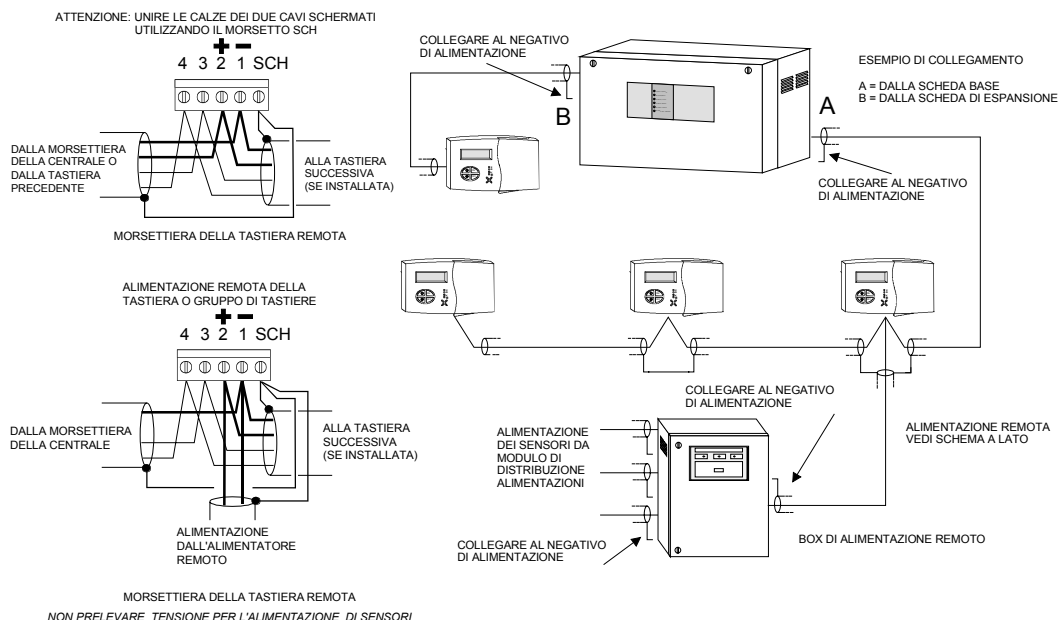 ATTENZIONE: UNIRE LE CALZE DEI DUE CAVI SCHERMATI
UTILIZZANDO IL MORSETTO SCH
+ −
4 3 2 1 SCH
DALLA MORSETTIERA
DELLA CENTRALE O
DALLA TASTIERA
PRECEDENTE
ALLA TASTIERA
SUCCESSIVA
(SE INSTALLATA)
MORSETTIERA DELLA TASTIERA REMOTA
ALIMENTAZIONE REMOTA DELLA
TASTIERA O GRUPPO DI TASTIERE
+ −
4 3 2 1 SCH
DALLA MORSETTIERA
DELLA CENTRALE
ALLA TASTIERA
SUCCESSIVA
(SE INSTALLATA)
ALIMENTAZIONE
DALL'ALIMENTATORE
REMOTO
MORSETTIERA DELLA TASTIERA REMOTA
NON PRELEVARE TENSIONE PER L'ALIMENTAZIONE DI SENSORI
COLLEGARE AL NEGATIVO
DI ALIMENTAZIONE
B
A
ESEMPIO DI COLLEGAMENTO
A = DALLA SCHEDA BASE
B = DALLA SCHEDA DI ESPANSIONE
COLLEGARE AL NEGATIVO
DI ALIMENTAZIONE
COLLEGARE AL NEGATIVO
DI ALIMENTAZIONE
ALIMENTAZIONE REMOTA
VEDI SCHEMA A LATO
ALIMENTAZIONE
DEI SENSORI DA
MODULO DI
DISTRIBUZIONE
ALIMENTAZIONI
COLLEGARE AL NEGATIVO
DI ALIMENTAZIONE
BOX DI ALIMENTAZIONE REMOTO